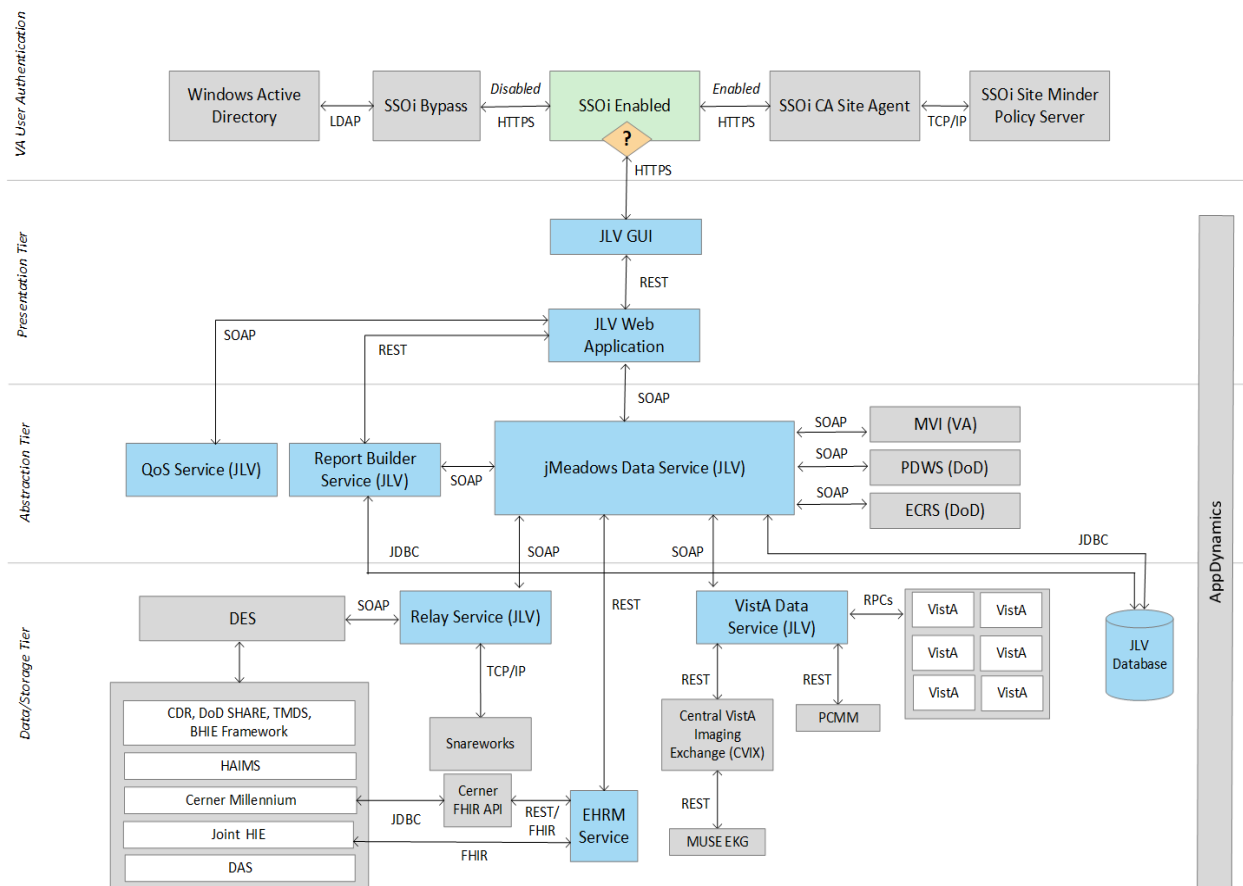 VA User Authentication
Windows Active
Directory
LDAP
SSOi Bypass
Disabled
HTTPS
SSOi Enabled
?
Enabled
HTTPS
SSOi CA Site Agent
TCP/IP
SSOi Site Minder
Policy Server
HTTPS
Presentation Tier
JLV GUI
REST
JLV Web
Application
SOAP
REST
SOAP
Abstraction Tier
QoS Service (JLV)
Report Builder
Service (JLV)
SOAP
jMeadows Data Service (JLV)
SOAP
MVI (VA)
SOAP
PDWS (DoD)
SOAP
ECRS (DoD)
JDBC
SOAP
SOAP
JDBC
AppDynamics
Data/Storage Tier
DES
SOAP
Relay Service (JLV)
REST
VistA Data
Service (JLV)
RPCs
VistA
VistA
VistA
VistA
VistA
VistA
JLV
Database
TCP/IP
REST
REST
Snareworks
Central VistA
Imaging
Exchange (CVIX)
PCMM
CDR, DoD SHARE, TMDS,
BHIE Framework
HAIMS
Cerner Millennium
Joint HIE
DAS
JDBC
Cerner
FHIR API
REST/
FHIR
FHIR
EHRM
Service
REST
MUSE EKG